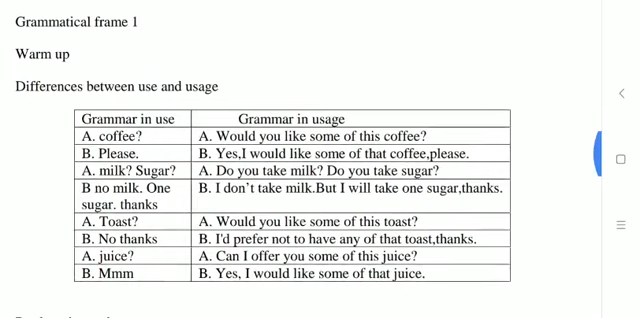 Grammatical frame 1
Warm up
Differences between use and usage
Grammar in use Grammar in usage
A. coffee? A. Would you like some of this coffee?
B. Please. B. Yes,I would like some of that coffee,please.
A. milk? Sugar? A. Do you take milk? Do you take sugar?
B no milk. One B. I don't take milk.But I will take one sugar,thanks.
sugar. thanks
A. Toast? A. Would you like some of this toast?
B. No thanks B. I'd prefer not to have any of that toast,thanks.
A. juice? A. Can I offer you some of this juice?
B. Mmm B. Yes, I would like some of that juice.